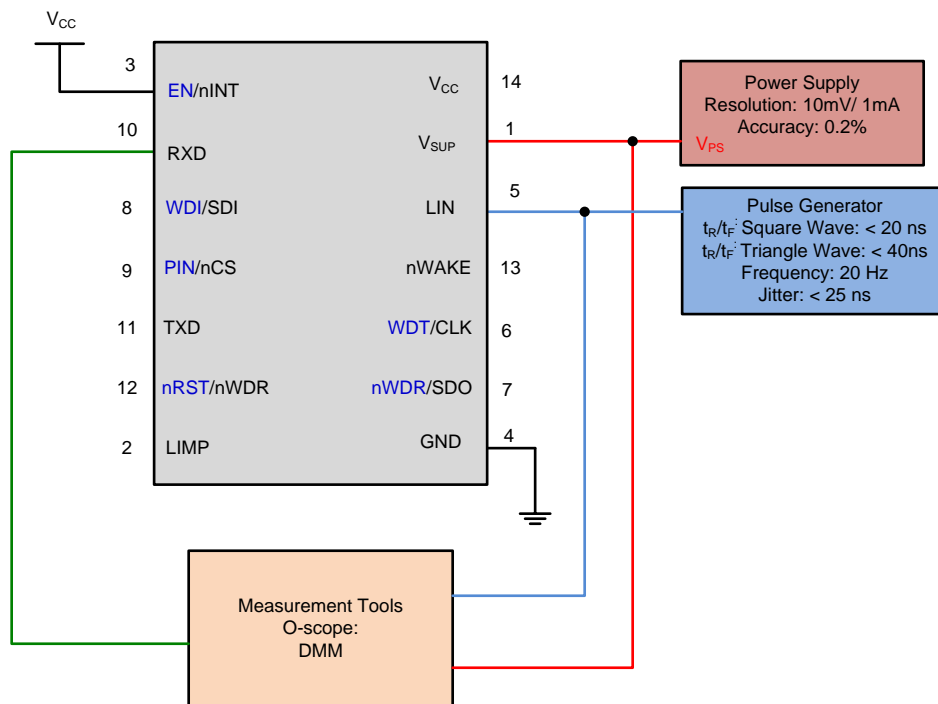 VCC
3
EN/nINT
10
RXD
8
WDI/SDI
9
PIN/nCS
11
TXD
12
nRST/nWDR
2
LIMP
VCC
14
VSUP
1
LIN
5
nWAKE
13
WDT/CLK
6
nWDR/SDO
7
GND
4
Power Supply
Resolution: 10mV/ 1mA
Accuracy: 0.2%
VPS
Pulse Generator
tR/tF: Square Wave: < 20 ns
tR/tF: Triangle Wave: < 40ns
Frequency: 20 Hz
Jitter: < 25 ns
Measurement Tools
O-scope:
DMM